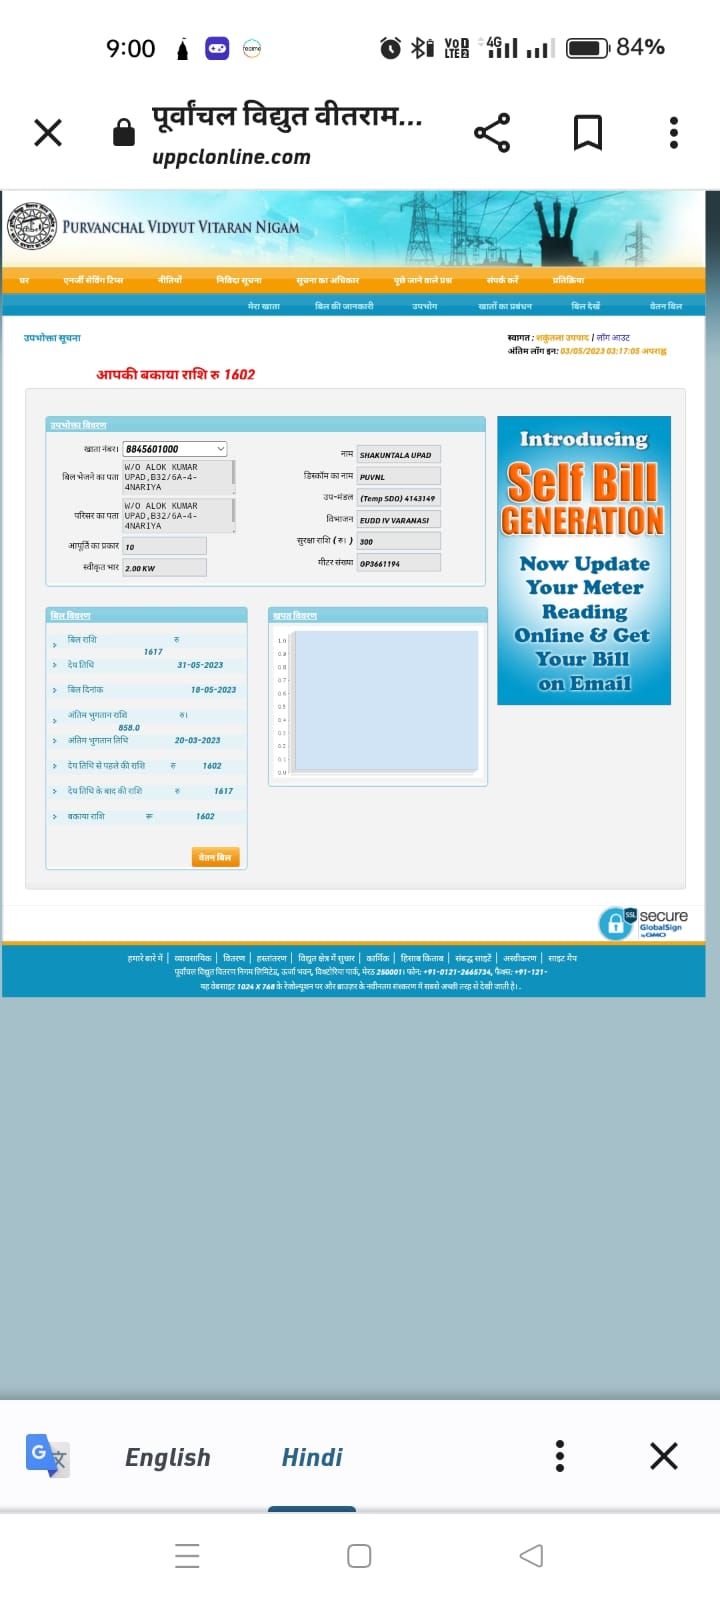 9:00
realme
VoD LTE2 4G 84%
पूर्वांचल विद्युत वीतराम...
uppclonline.com
PURVANCHAL VIDYUT VITARAN NIGAM
घर एनर्जी सेविंग टिप्स नीतियों निविदा सूचना सूचना का अधिकार पूछे जाने वाले प्रश्न संपर्क करें प्रतिक्रिया
मेरा खाता बिल की जानकारी उपभोग खातों का प्रबंधन बिल देखें वेतन बिल
उपभोक्ता सूचना
स्वागत : शकुंतला उपपाद | लॉग आउट
अंतिम लॉग इन: 03/05/2023 03:17:05 अपराह्न
आपकी बकाया राशि रु 1602
उपभोक्ता विवरण
खाता नंबर। 8845601000
बिल भेजने का पता W/O ALOK KUMAR
UPAD,B32/6A-4-
4NARIYA
परिसर का पता W/O ALOK KUMAR
UPAD,B32/6A-4-
4NARIYA
आपूर्ति का प्रकार 10
स्वीकृत भार 2.00 KW
नाम SHAKUNTALA UPAD
डिस्कॉम का नाम PUVNL
उप-मंडल (Temp SDO) 4143149
विभाजन EUDD IV VARANASI
सुरक्षा राशि ( रु। ) 300
मीटर संख्या OP3661194
Introducing
Self Bill
GENERATION
Now Update
Your Meter
Reading
Online & Get
Your Bill
on Email
बिल विवरण
बिल राशि रु
1617
देय तिथि 31-05-2023
बिल दिनांक 18-05-2023
अंतिम भुगतान राशि रु।
858.0
अंतिम भुगतान तिथि 20-03-2023
देय तिथि से पहले की राशि रु 1602
देय तिथि के बाद की राशि रु 1617
बकाया राशि रू 1602
वेतन बिल
खपत विवरण
1.0
0.9
0.8
0.7
0.6
0.5
0.4
0.3
0.2
0.1
0.0
SSL secure
GlobalSign
by GMO
हमारे बारे में | व्यावसायिक | वितरण | हस्तांतरण | विद्युत क्षेत्र में सुधार | कार्मिक | हिसाब किताब | संबद्ध साइटें | अस्वीकरण | साइट मैप
पूर्वांचल विद्युत वितरण निगम लिमिटेड, ऊर्जा भवन, विक्टोरिया पार्क, मेरठ 250001। फोन: +91-0121-2665734, फैक्स: +91-121-
यह वेबसाइट 1024 X 768 के रेजोल्यूशन पर और ब्राउज़र के नवीनतम संस्करण में सबसे अच्छी तरह से देखी जाती है। .
G 文 English Hindi